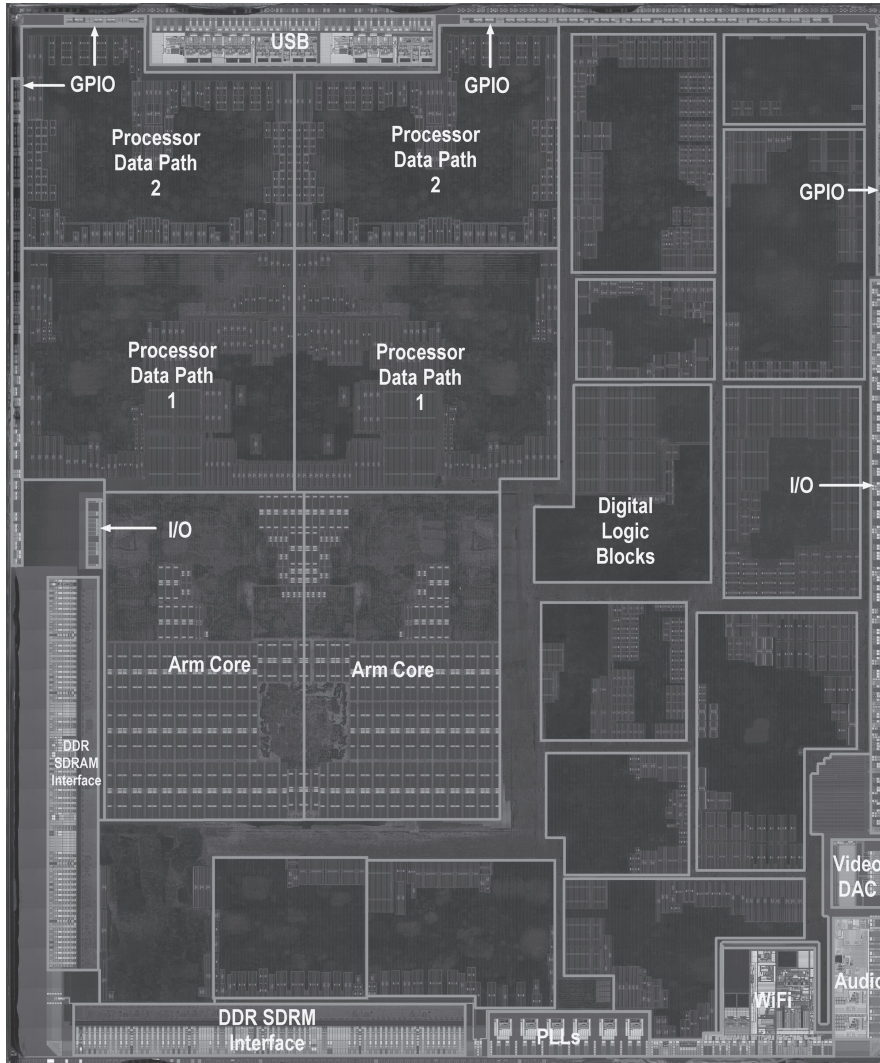 USB
GPIO
GPIO
Processor
Data Path
2
Processor
Data Path
2
GPIO
Processor
Data Path
1
Processor
Data Path
1
I/O
I/O
Digital
Logic
Blocks
Arm Core
Arm Core
DDR
SDRAM
Interface
Video
DAC
Audio
WiFi
DDR SDRM
Interface
PLLs